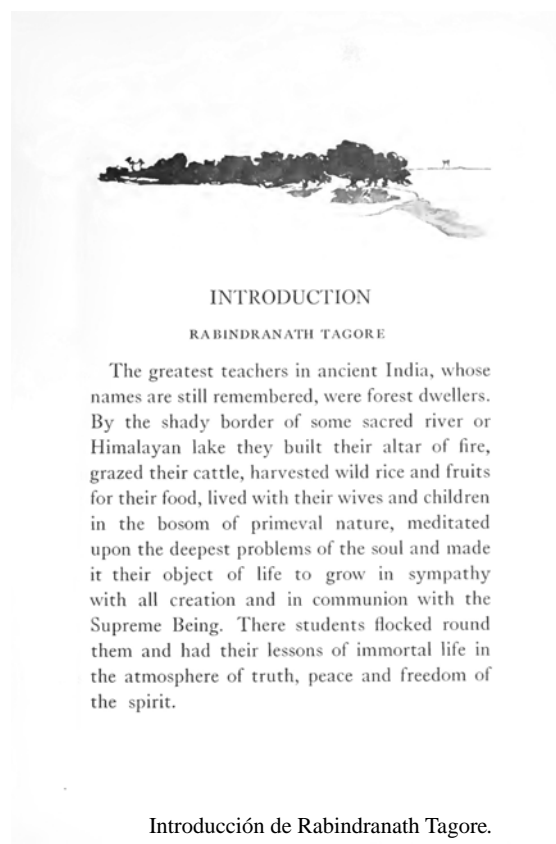 INTRODUCTION
RABINDRANATH TAGORE
The greatest teachers in ancient India, whose
names are still remembered, were forest dwellers.
By the shady border of some sacred river or
Himalayan lake they built their altar of fire,
grazed their cattle, harvested wild rice and fruits
for their food, lived with their wives and children
in the bosom of primeval nature, meditated
upon the deepest problems of the soul and made
it their object of life to grow in sympathy
with all creation and in communion with the
Supreme Being. There students flocked round
them and had their lessons of immortal life in
the atmosphere of truth, peace and freedom of
the spirit.
Introducción de Rabindranath Tagore.